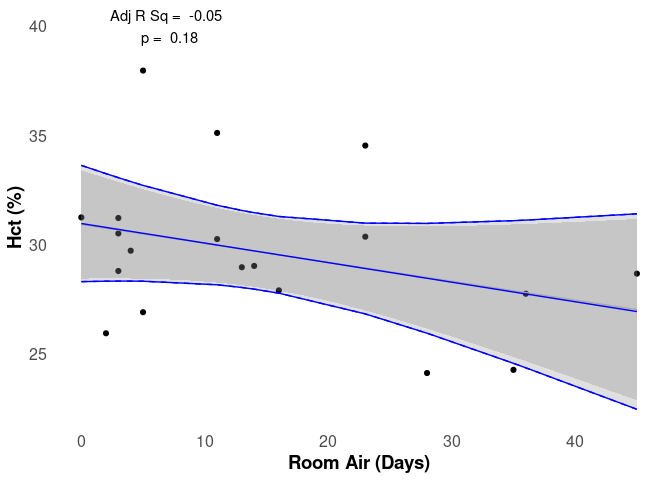 Adj R Sq = -0.05
p = 0.18
40
35
30
25
Hct (%)
0 10 20 30 40
Room Air (Days)